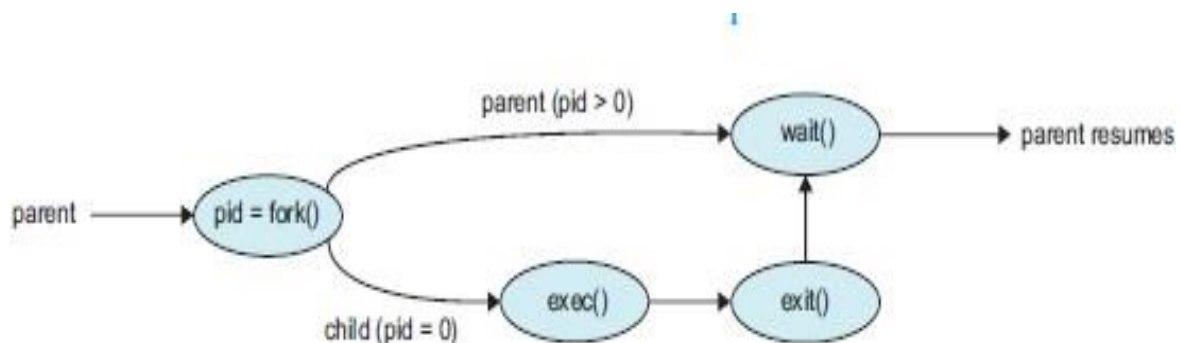 parent (pid > 0)
wait()
parent resumes
parent
pid = fork()
exec()
exit()
child (pid = 0)